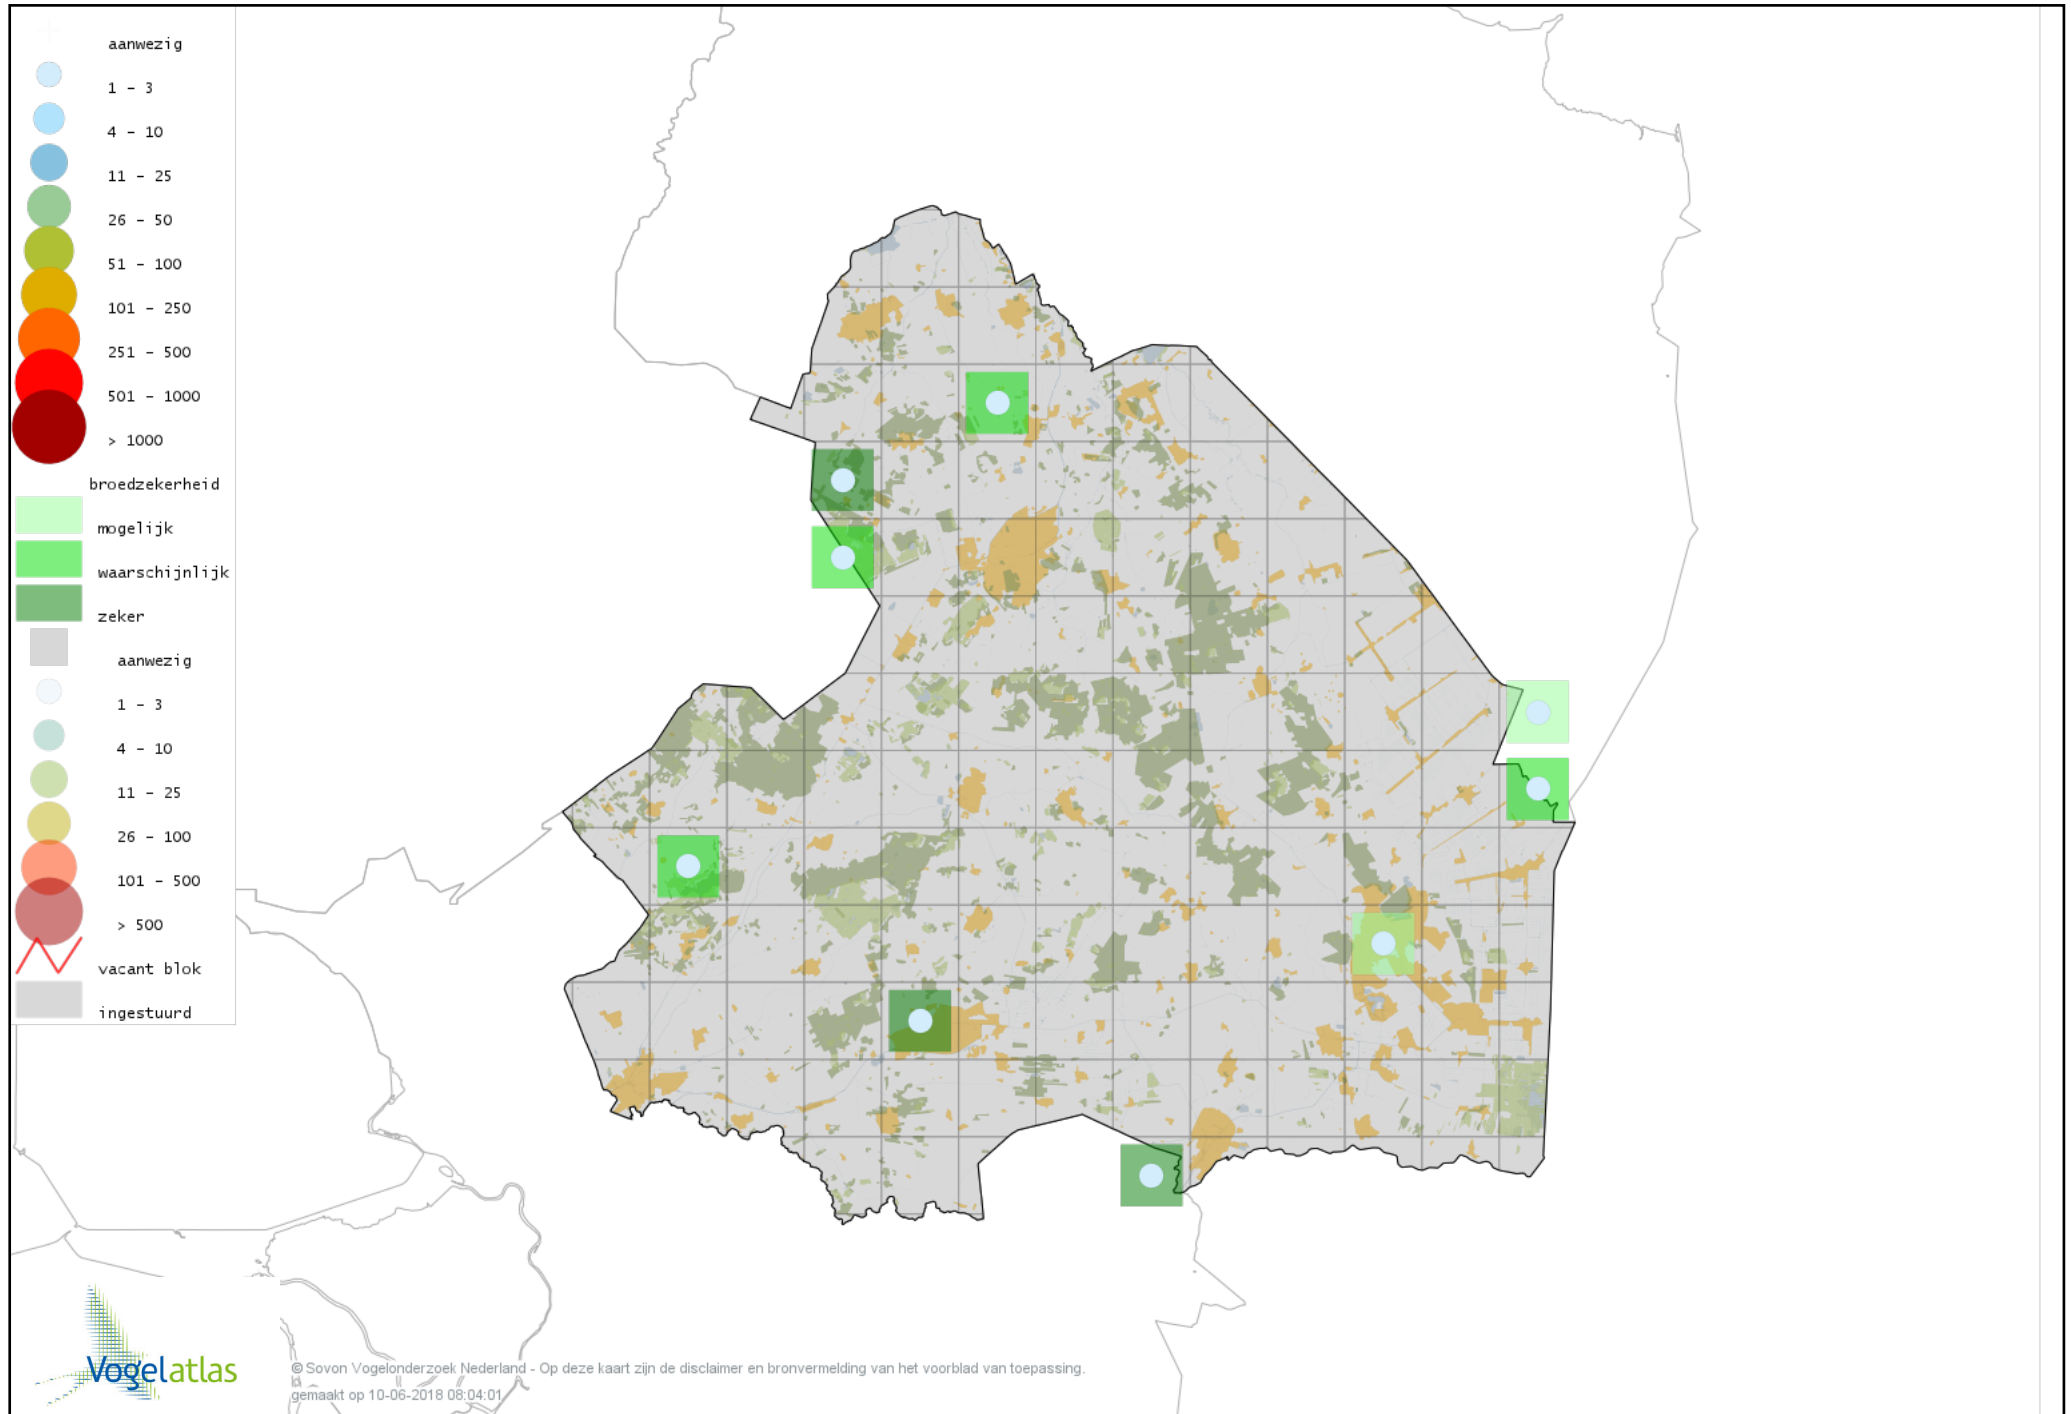 aanwezig
1 - 3
4 - 10
11 - 25
26 - 50
51 - 100
101 - 250
251 - 500
501 - 1000
> 1000
broedzekerheid
mogelijk
waarschijnlijk
zeker
aanwezig
1 - 3
4 - 10
11 - 25
26 - 100
101 - 500
> 500
vacant blok
ingestuurd
Vogelatlas
© Sovon Vogelonderzoek Nederland - Op deze kaart zijn de disclaimer en bronvermelding van het voorblad van toepassing.
gemaakt op 10-06-2018 08:04:01